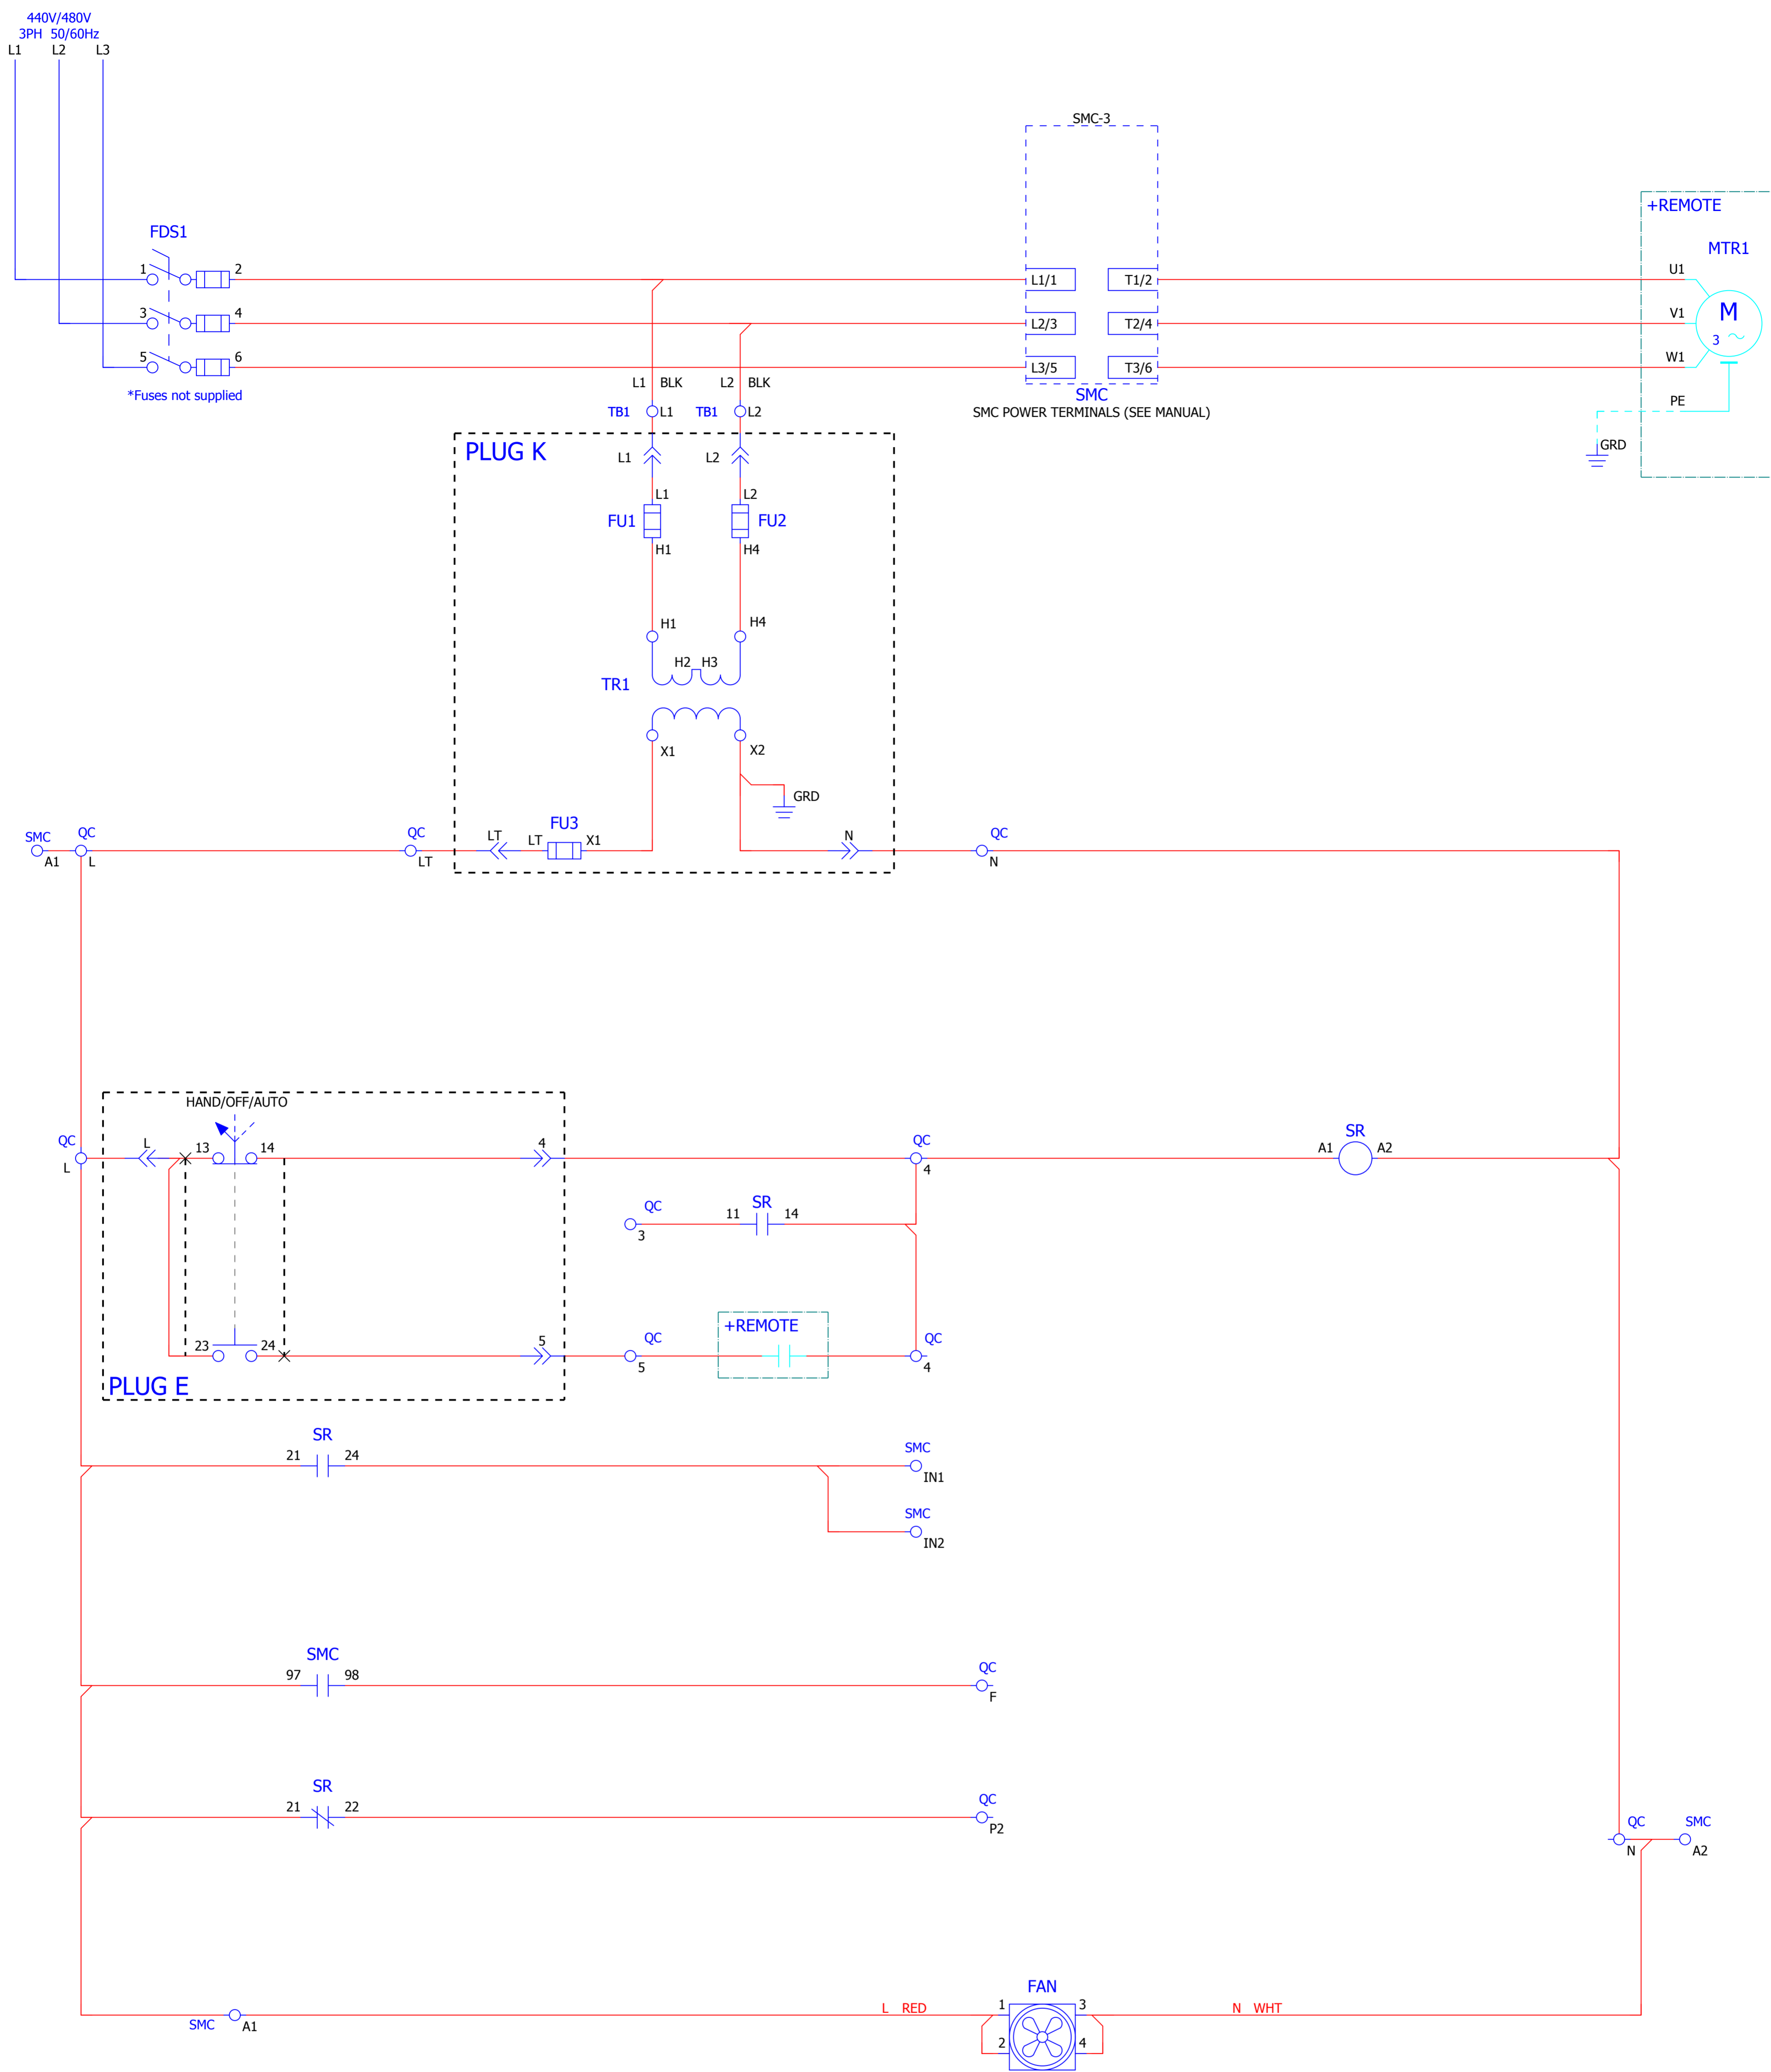 440V/480V
3PH 50/60Hz
L1 L2 L3
SMC-3
+REMOTE
FDS1
MTR1
1 2 L1/1 T1/2 U1
3 4 L2/3 T2/4 V1 M
3
5 6 L3/5 T3/6 W1
L1 BLK L2 BLK
*Fuses not supplied
SMC
PE
TB1 L1 TB1 L2
SMC POWER TERMINALS (SEE MANUAL)
GRD
PLUG K
L1 L2
L1 L2
FU1 FU2
H1 H4
H1 H4
H2 H3
TR1
X1 X2
GRD
SMC QC QC FU3 QC
LT LT X1 N
A1 L LT N
HAND/OFF/AUTO
QC L 13 14 4 QC SR
A1 A2
L 4
QC SR
11 14
3
+REMOTE
23 24 5 QC QC
5 4
PLUG E
SR
21 24 SMC
IN1
SMC
IN2
SMC
97 98 QC
F
SR
21 22 QC
P2
QC SMC
N A2
FAN
L RED 1 3 N WHT
SMC A1
2 4